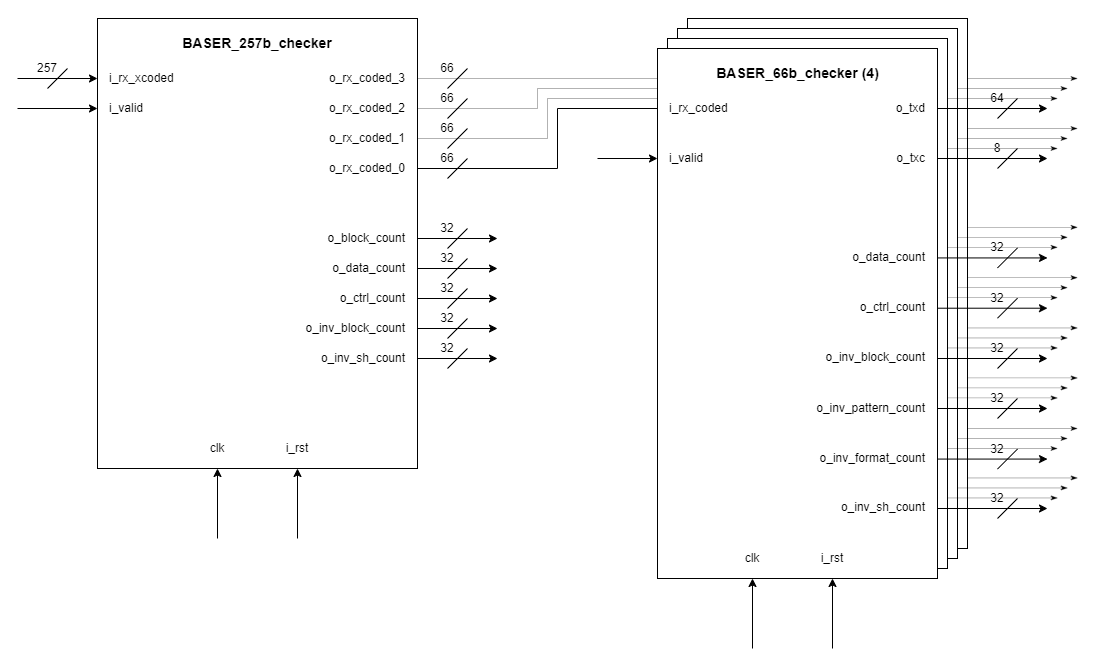 BASER_257b_checker
257
i_rx_xcoded
i_valid
o_rx_coded_3
66
o_rx_coded_2
66
o_rx_coded_1
66
o_rx_coded_0
66
o_block_count
32
o_data_count
32
o_ctrl_count
32
o_inv_block_count
32
o_inv_sh_count
32
clk
i_rst
BASER_66b_checker (4)
i_rx_coded
i_valid
o_txd
64
o_txc
8
o_data_count
32
o_ctrl_count
32
o_inv_block_count
32
o_inv_pattern_count
32
o_inv_format_count
32
o_inv_sh_count
32
clk
i_rst